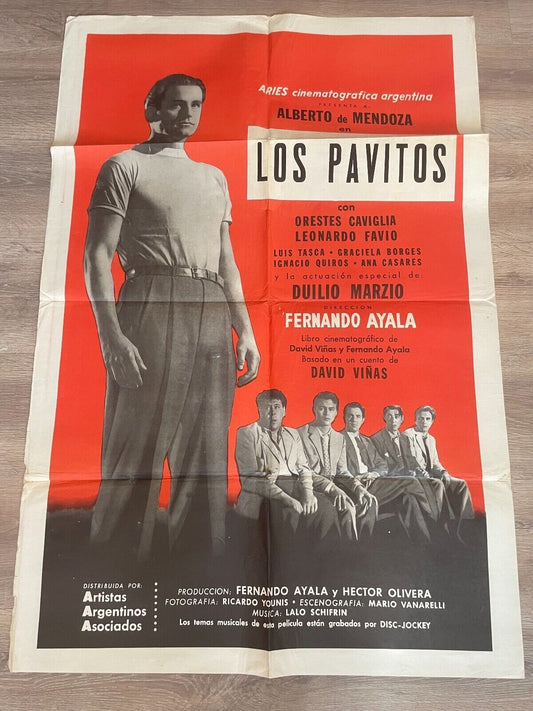 ARIES cinematografica argentina
PRESENTA A:
ALBERTO de MENDOZA
en
LOS PAVITOS
con
ORESTES CAVIGLIA
LEONARDO FAVIO
LUIS TASCA • GRACIELA BORGES
IGNACIO QUIROS • ANA CASARES
y la actuación especial de:
DUILIO MARZIO
DIRECCION
FERNANDO AYALA
Libro cinematográfico de
David Viñas y Fernando Ayala
Basado en un cuento de
DAVID VIÑAS
DISTRIBUIDA POR:
Artistas
Argentinos
Asociados
PRODUCCION: FERNANDO AYALA y HECTOR OLIVERA
FOTOGRAFIA: RICARDO YOUNIS • ESCENOGRAFIA: MARIO VANARELLI
MUSICA: LALO SCHIFRIN
Los temas musicales de esta película están grabados por DISC-JOCKEY